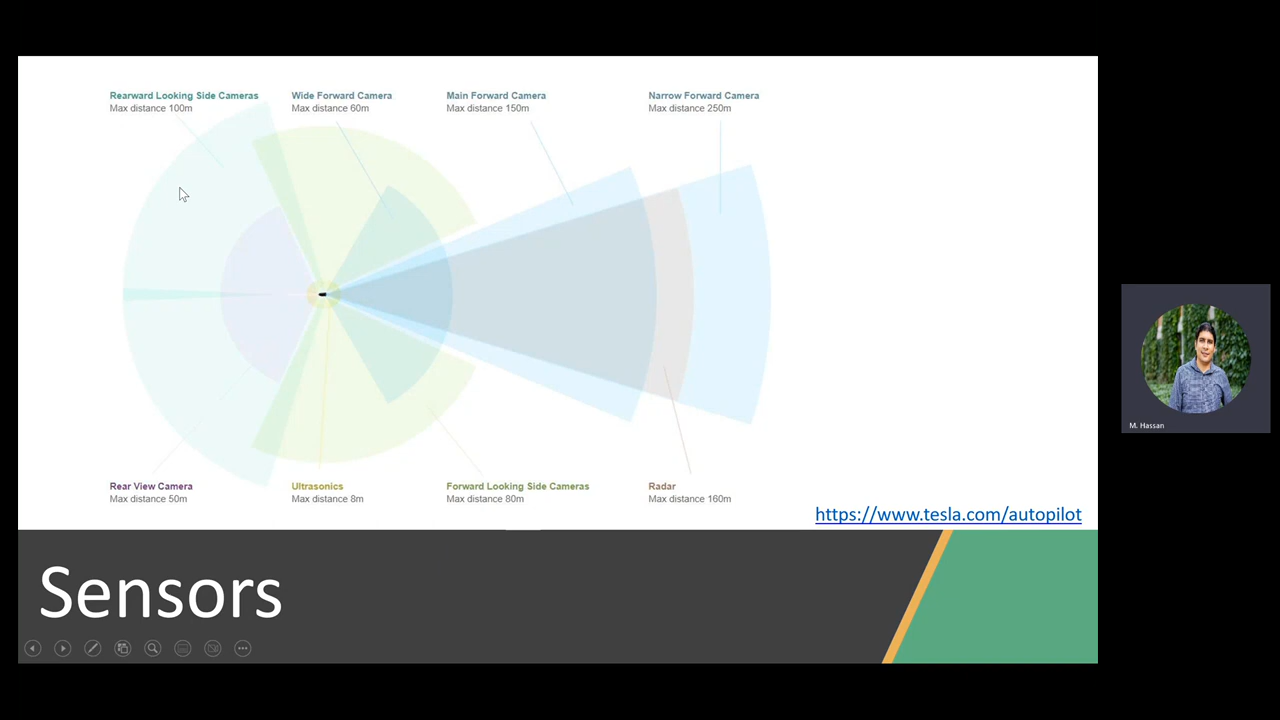 Rearward Looking Side Cameras
Max distance 100m
Wide Forward Camera
Max distance 60m
Main Forward Camera
Max distance 150m
Narrow Forward Camera
Max distance 250m
Rear View Camera
Max distance 50m
Ultrasonics
Max distance 8m
Forward Looking Side Cameras
Max distance 80m
Radar
Max distance 160m
https://www.tesla.com/autopilot
Sensors
M. Hassan